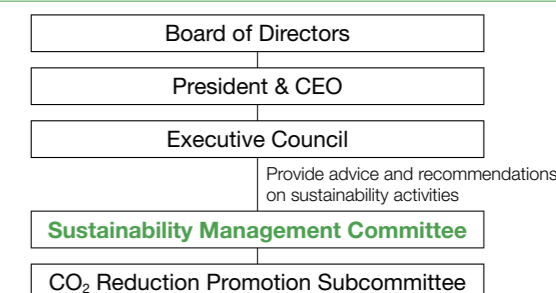 Board of Directors
President & CEO
Executive Council
Provide advice and recommendations
on sustainability activities
Sustainability Management Committee
CO₂ Reduction Promotion Subcommittee